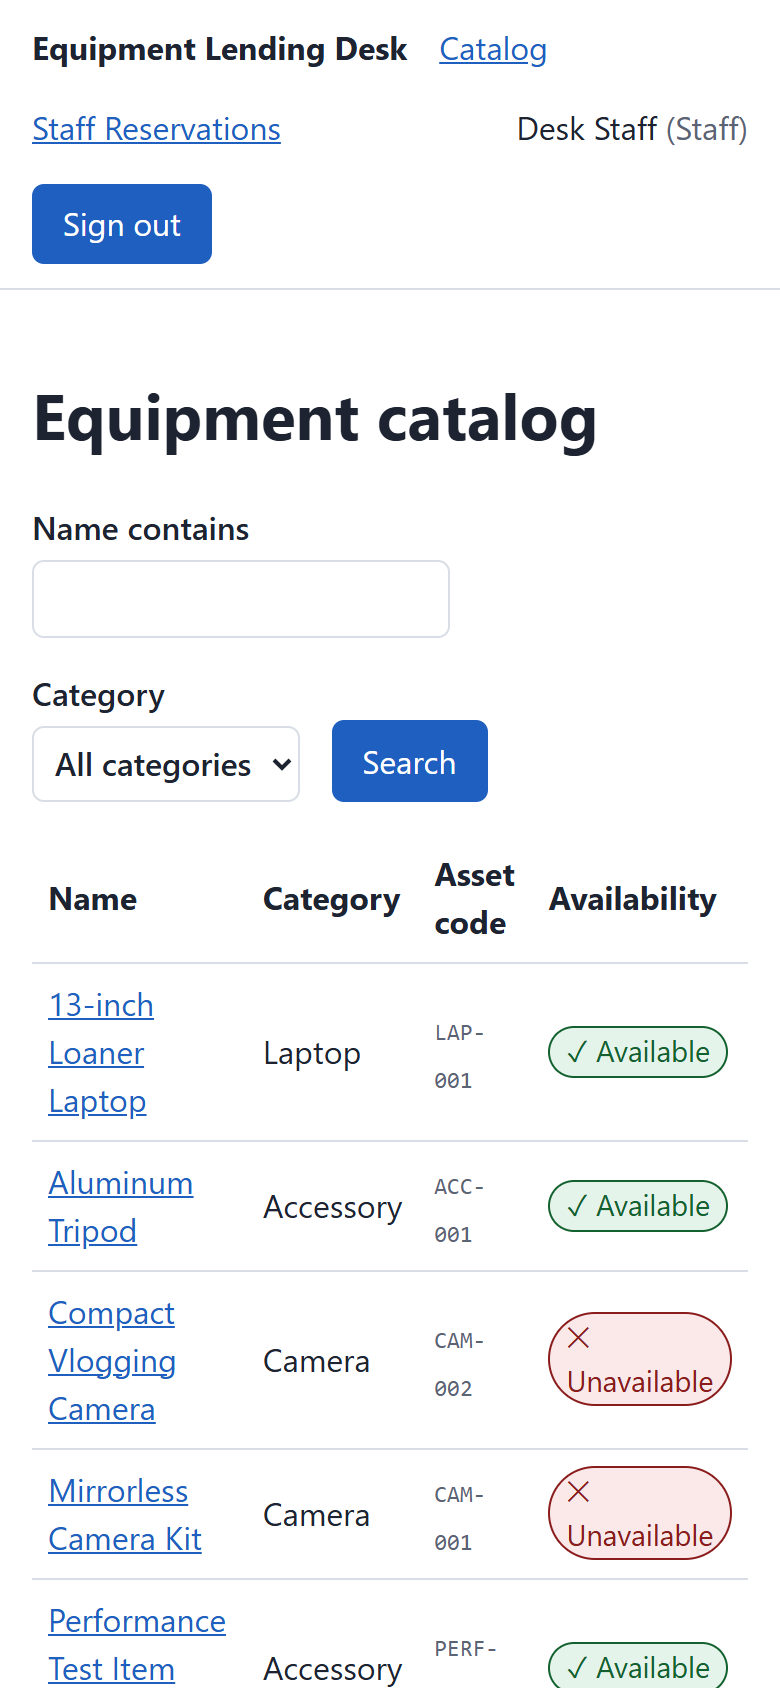 Equipment Lending Desk Catalog
Staff Reservations Desk Staff (Staff)
Sign out
Equipment catalog
Name contains
Category
All categories Search
Name Category Asset code Availability
13-inch Loaner Laptop Laptop LAP-001 ✓ Available
Aluminum Tripod Accessory ACC-001 ✓ Available
Compact Vlogging Camera Camera CAM-002 ✕ Unavailable
Mirrorless Camera Kit Camera CAM-001 ✕ Unavailable
Performance Test Item Accessory PERF- ✓ Available